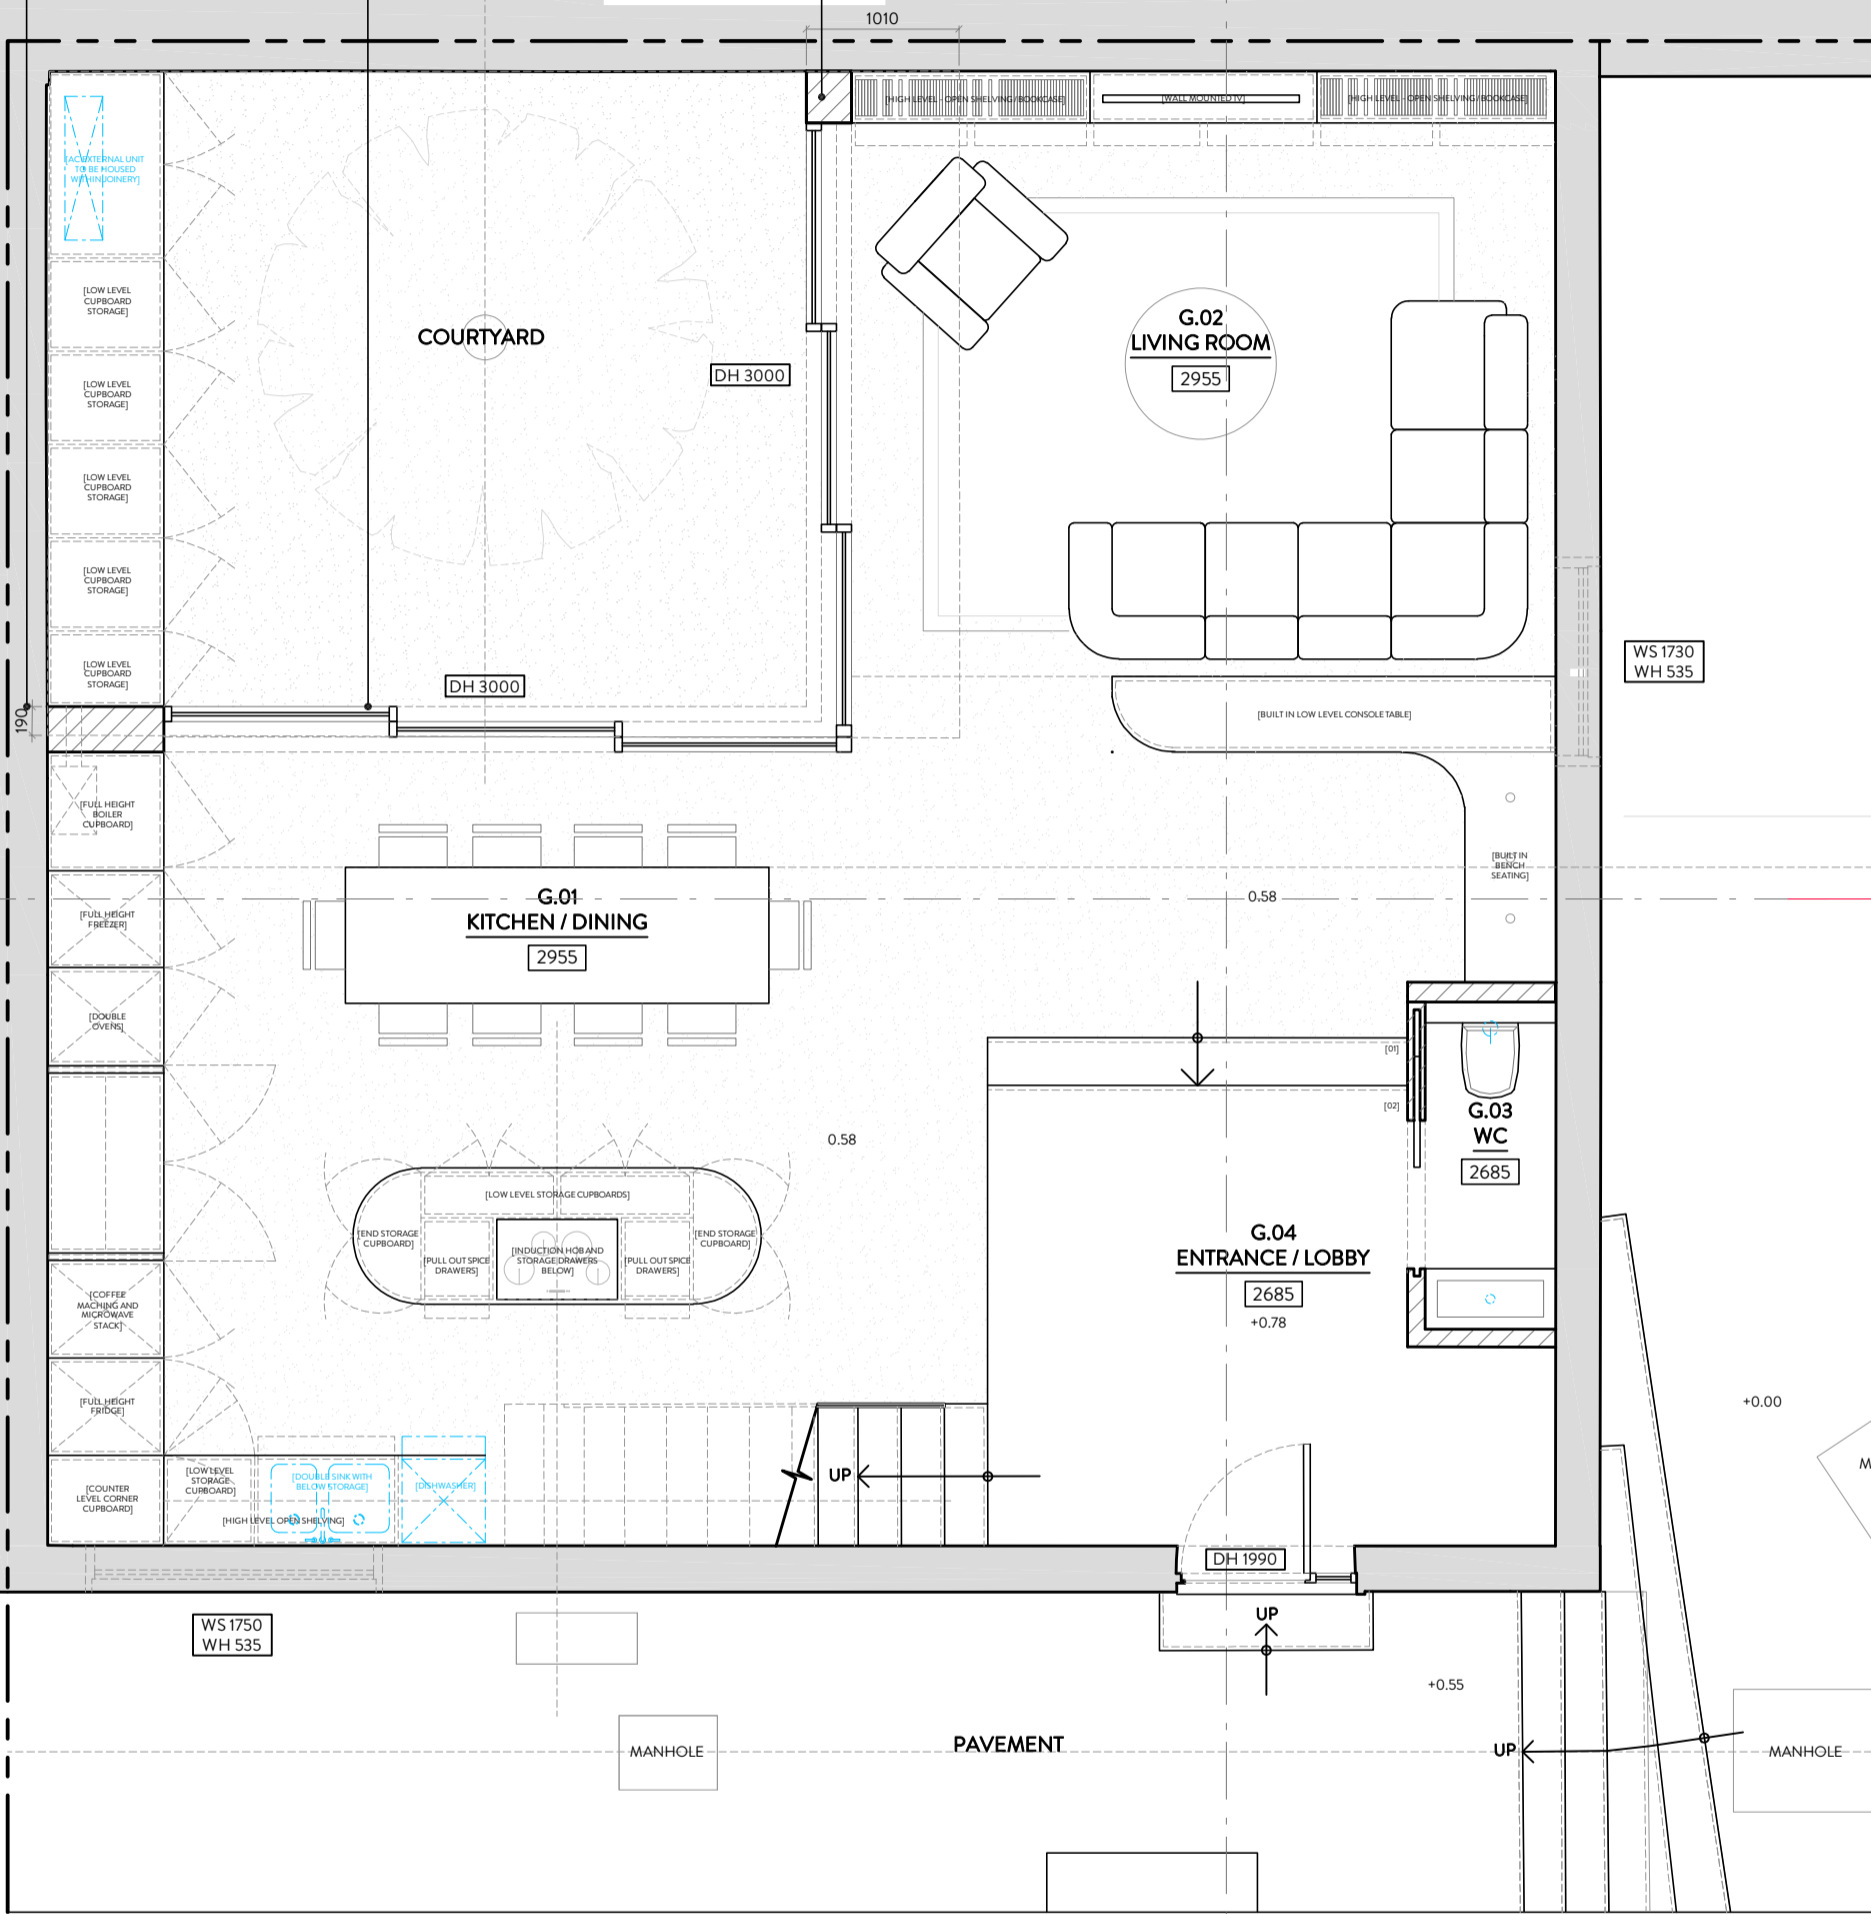 1010
[HIGH LEVEL - OPEN SHELVING / BOOKCASE]
[WALL MOUNTED TV]
[HIGH LEVEL - OPEN SHELVING / BOOKCASE]
[AC EXTERNAL UNIT
TO BE HOUSED
WITHIN JOINERY]
[LOW LEVEL
CUPBOARD
STORAGE]
COURTYARD
G.02
LIVING ROOM
2955
DH 3000
[LOW LEVEL
CUPBOARD
STORAGE]
[LOW LEVEL
CUPBOARD
STORAGE]
[LOW LEVEL
CUPBOARD
STORAGE]
[LOW LEVEL
CUPBOARD
STORAGE]
DH 3000
WS 1730
WH 535
190
[BUILT IN LOW LEVEL CONSOLE TABLE]
[FULL HEIGHT
BOILER
CUPBOARD]
[BUILT IN
BENCH
SEATING]
G.01
KITCHEN / DINING
2955
0.58
[FULL HEIGHT
FREEZER]
[DOUBLE
OVENS]
[01]
[02]
G.03
WC
2685
0.58
[LOW LEVEL STORAGE CUPBOARDS]
[END STORAGE
CUPBOARD]
[PULL OUT SPICE
DRAWERS]
[INDUCTION HOB AND
STORAGE DRAWERS
BELOW]
[PULL OUT SPICE
DRAWERS]
[END STORAGE
CUPBOARD]
G.04
ENTRANCE / LOBBY
2685
+0.78
[COFFEE
MACHING AND
MICROWAVE
STACK]
[FULL HEIGHT
FRIDGE]
+0.00
M
[COUNTER
LEVEL CORNER
CUPBOARD]
[LOW LEVEL
STORAGE
CUPBOARD]
[DOUBLE SINK WITH
BELOW STORAGE]
[DISHWASHER]
[HIGH LEVEL OPEN SHELVING]
UP
DH 1990
WS 1750
WH 535
UP
+0.55
MANHOLE
PAVEMENT
UP
MANHOLE